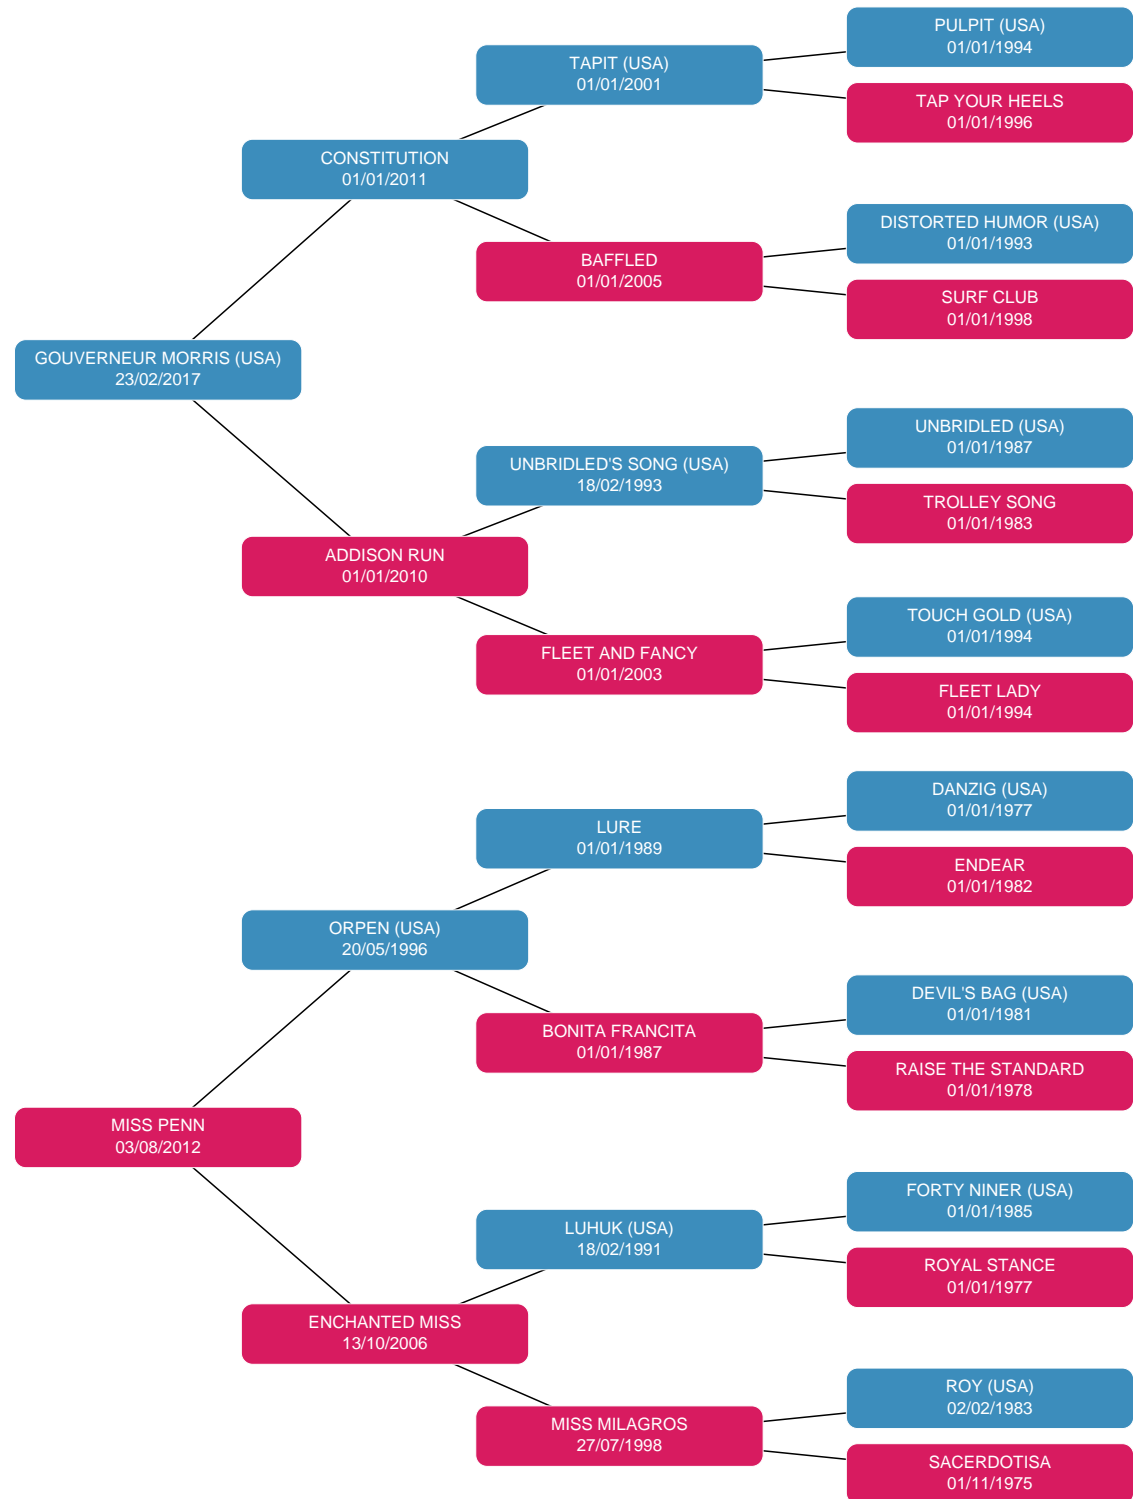 PULPIT (USA)
01/01/1994
TAPIT (USA)
01/01/2001
TAP YOUR HEELS
01/01/1996
CONSTITUTION
01/01/2011
DISTORTED HUMOR (USA)
01/01/1993
BAFFLED
01/01/2005
SURF CLUB
01/01/1998
GOUVERNEUR MORRIS (USA)
23/02/2017
UNBRIDLED (USA)
01/01/1987
UNBRIDLED'S SONG (USA)
18/02/1993
TROLLEY SONG
01/01/1983
ADDISON RUN
01/01/2010
TOUCH GOLD (USA)
01/01/1994
FLEET AND FANCY
01/01/2003
FLEET LADY
01/01/1994
DANZIG (USA)
01/01/1977
LURE
01/01/1989
ENDEAR
01/01/1982
ORPEN (USA)
20/05/1996
DEVIL'S BAG (USA)
01/01/1981
BONITA FRANCITA
01/01/1987
RAISE THE STANDARD
01/01/1978
MISS PENN
03/08/2012
FORTY NINER (USA)
01/01/1985
LUHUK (USA)
18/02/1991
ROYAL STANCE
01/01/1977
ENCHANTED MISS
13/10/2006
ROY (USA)
02/02/1983
MISS MILAGROS
27/07/1998
SACERDOTISA
01/11/1975